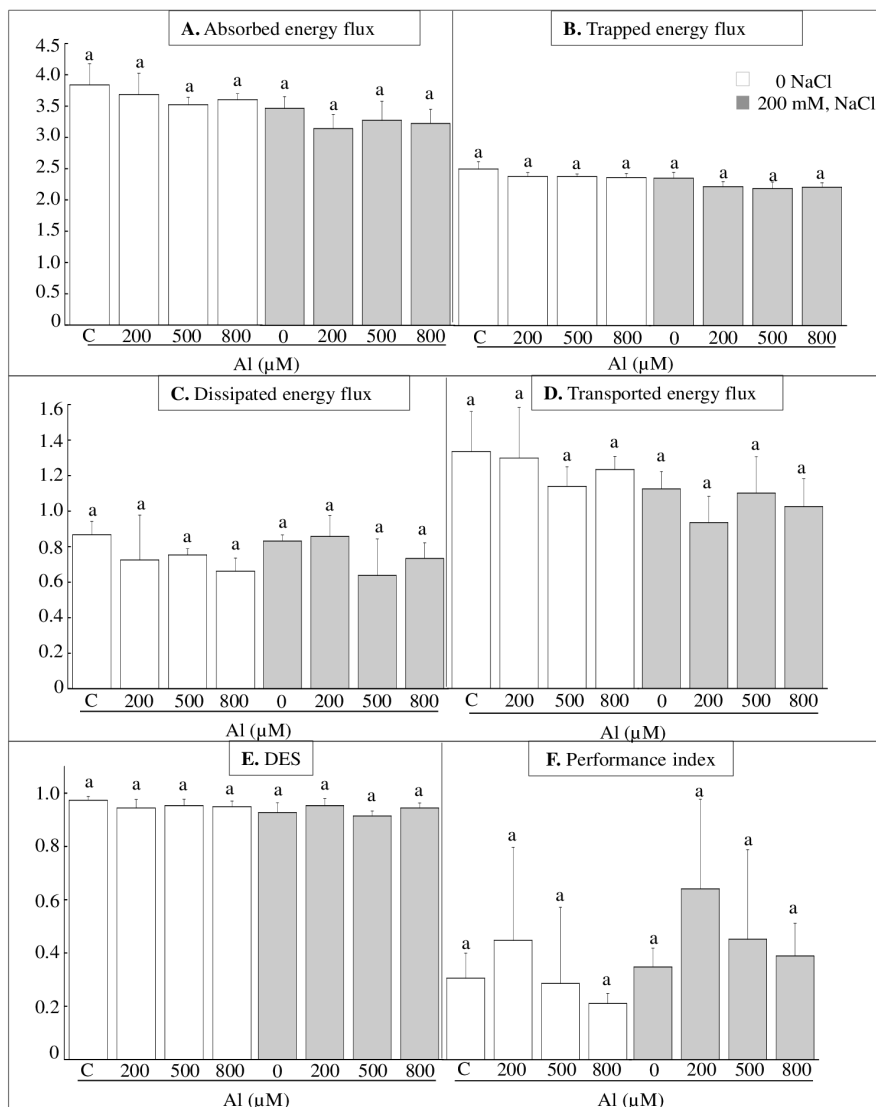 A. Absorbed energy flux
B. Trapped energy flux
0 NaCl
200 mM, NaCl
4.5
4.0
3.5
3.0
2.5
2.0
1.5
1.0
0.5
0
a a a a a a a a
a a a a a a a a
C 200 500 800 0 200 500 800
C 200 500 800 0 200 500 800
Al (µM)
Al (µM)
C. Dissipated energy flux
D. Transported energy flux
1.6
1.4
1.2
1.0
0.8
0.6
0.4
0.2
0
a a a a a a a a
a a a a a a a a
C 200 500 800 0 200 500 800
C 200 500 800 0 200 500 800
Al (µM)
Al (µM)
E. DES
F. Performance index
1.0
0.8
0.6
0.4
0.2
0
a a a a a a a a
a a a a a a a a
C 200 500 800 0 200 500 800
C 200 500 800 0 200 500 800
Al (µM)
Al (µM)